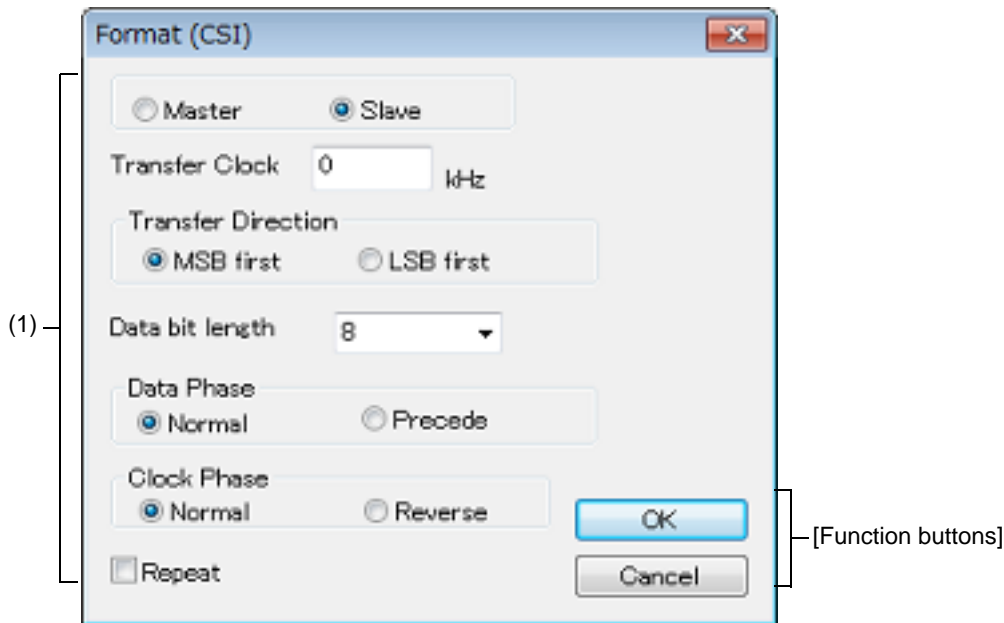 Format (CSI)
Master Slave
Transfer Clock 0 kHz
Transfer Direction
MSB first LSB first
(1)
Data bit length 8
Data Phase
Normal Precede
Clock Phase
Normal Reverse
OK
[Function buttons]
Repeat
Cancel